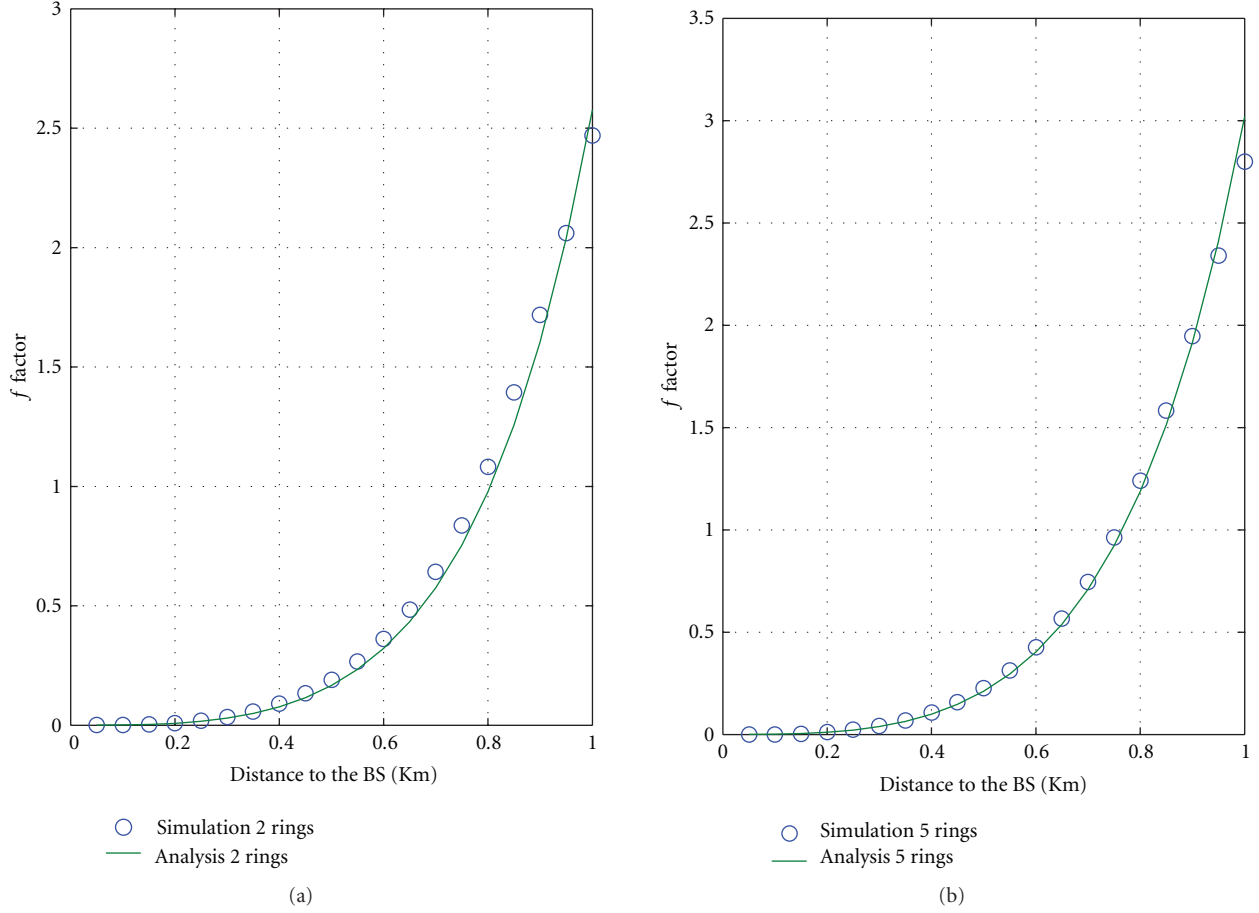 3
2.5
2
1.5
1
0.5
0
f factor
0 0.2 0.4 0.6 0.8 1
Distance to the BS (Km)
Simulation 2 rings
Analysis 2 rings
(a)
3.5
3
2.5
2
1.5
1
0.5
0
f factor
0 0.2 0.4 0.6 0.8 1
Distance to the BS (Km)
Simulation 5 rings
Analysis 5 rings
(b)